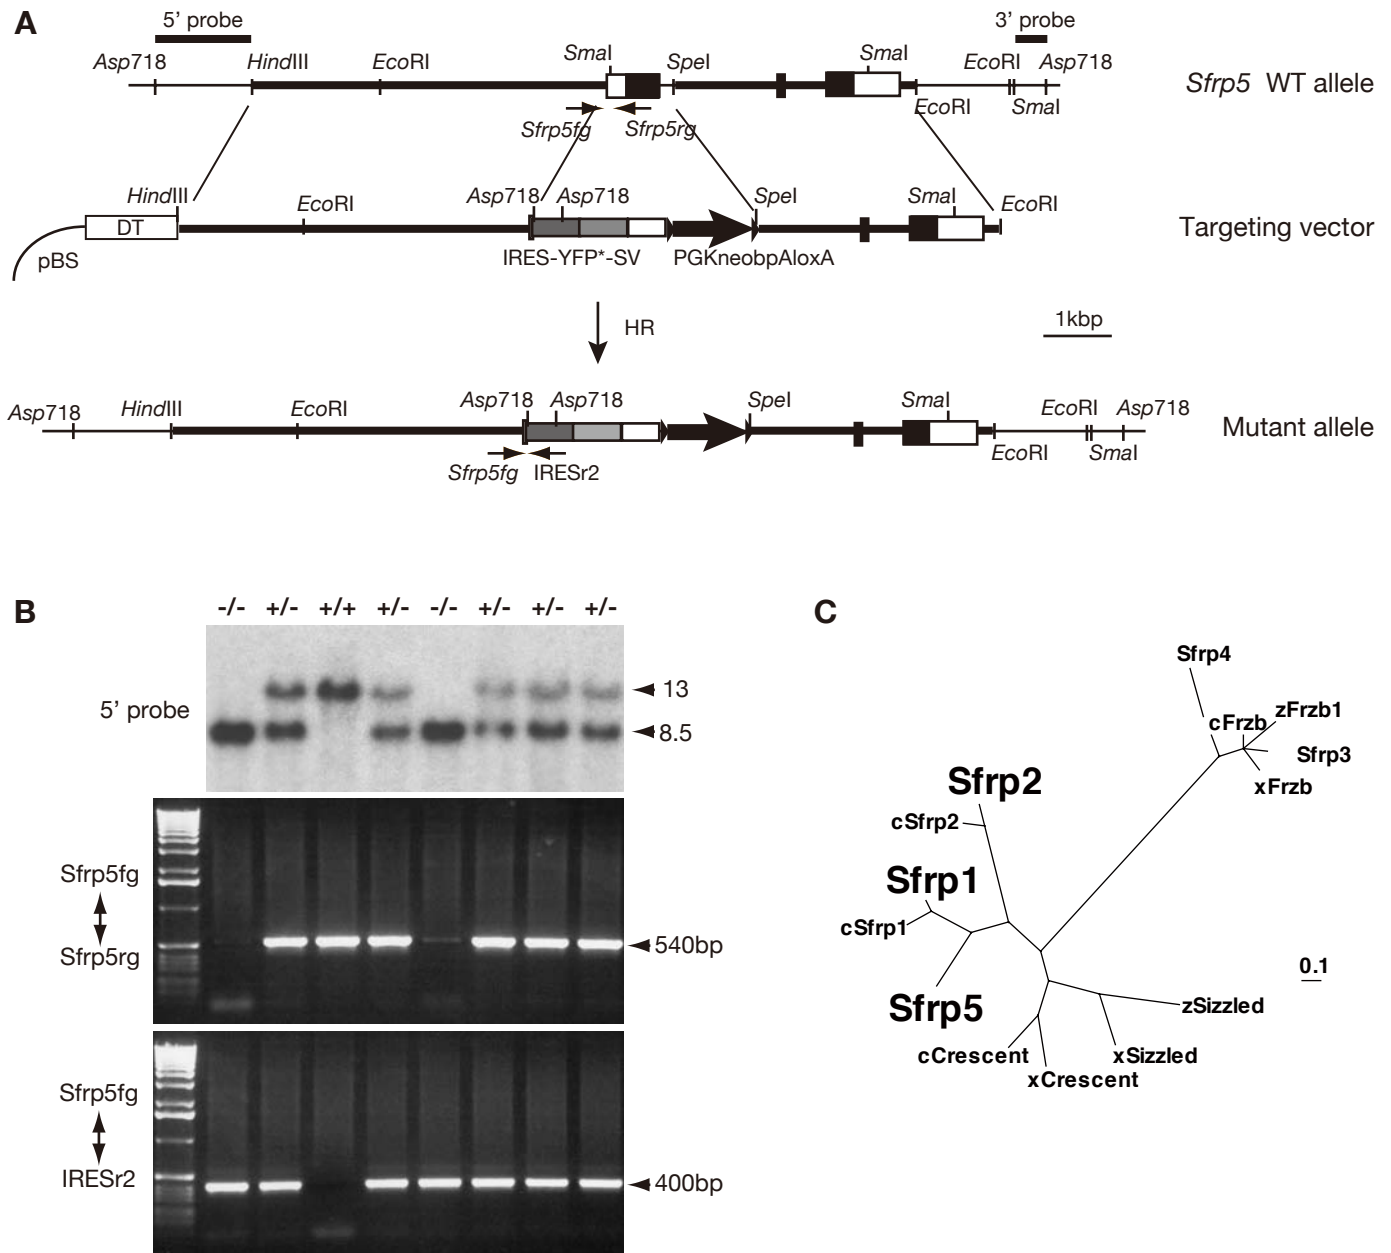 A
5’ probe
3’ probe
Asp718
HindIII
EcoRI
SmaI
SpeI
SmaI
EcoRI
Asp718
Sfrp5 WT allele
EcoRI
SmaI
Sfrp5fg
Sfrp5rg
HindIII
EcoRI
Asp718
Asp718
SpeI
SmaI
EcoRI
DT
Targeting vector
pBS
IRES-YFP*-SV
PGKneobpAloxA
HR
1kbp
Asp718
HindIII
EcoRI
Asp718
Asp718
SpeI
SmaI
EcoRI
Asp718
Mutant allele
EcoRI
SmaI
Sfrp5fg
IRESr2
B
-/- +/- +/+ +/- -/- +/- +/- +/-
5’ probe
13
8.5
Sfrp5fg
Sfrp5rg
540bp
Sfrp5fg
IRESr2
400bp
C
Sfrp4
cFrzb
zFrzb1
Sfrp3
xFrzb
Sfrp2
cSfrp2
Sfrp1
cSfrp1
Sfrp5
0.1
zSizzled
cCrescent
xSizzled
xCrescent